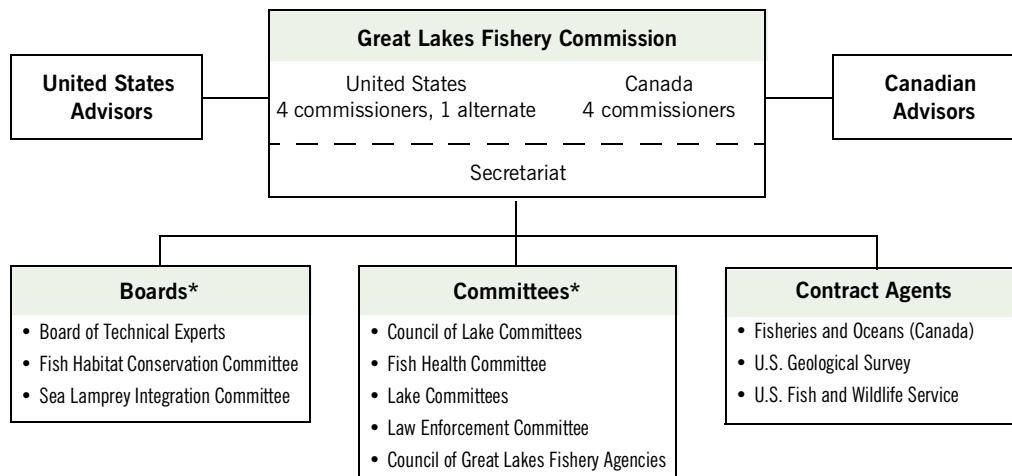 Great Lakes Fishery Commission
United States
Advisors
United States
4 commissioners, 1 alternate
Canada
4 commissioners
Canadian
Advisors
Secretariat
Boards*
• Board of Technical Experts
• Fish Habitat Conservation Committee
• Sea Lamprey Integration Committee
Committees*
• Council of Lake Committees
• Fish Health Committee
• Lake Committees
• Law Enforcement Committee
• Council of Great Lakes Fishery Agencies
Contract Agents
• Fisheries and Oceans (Canada)
• U.S. Geological Survey
• U.S. Fish and Wildlife Service